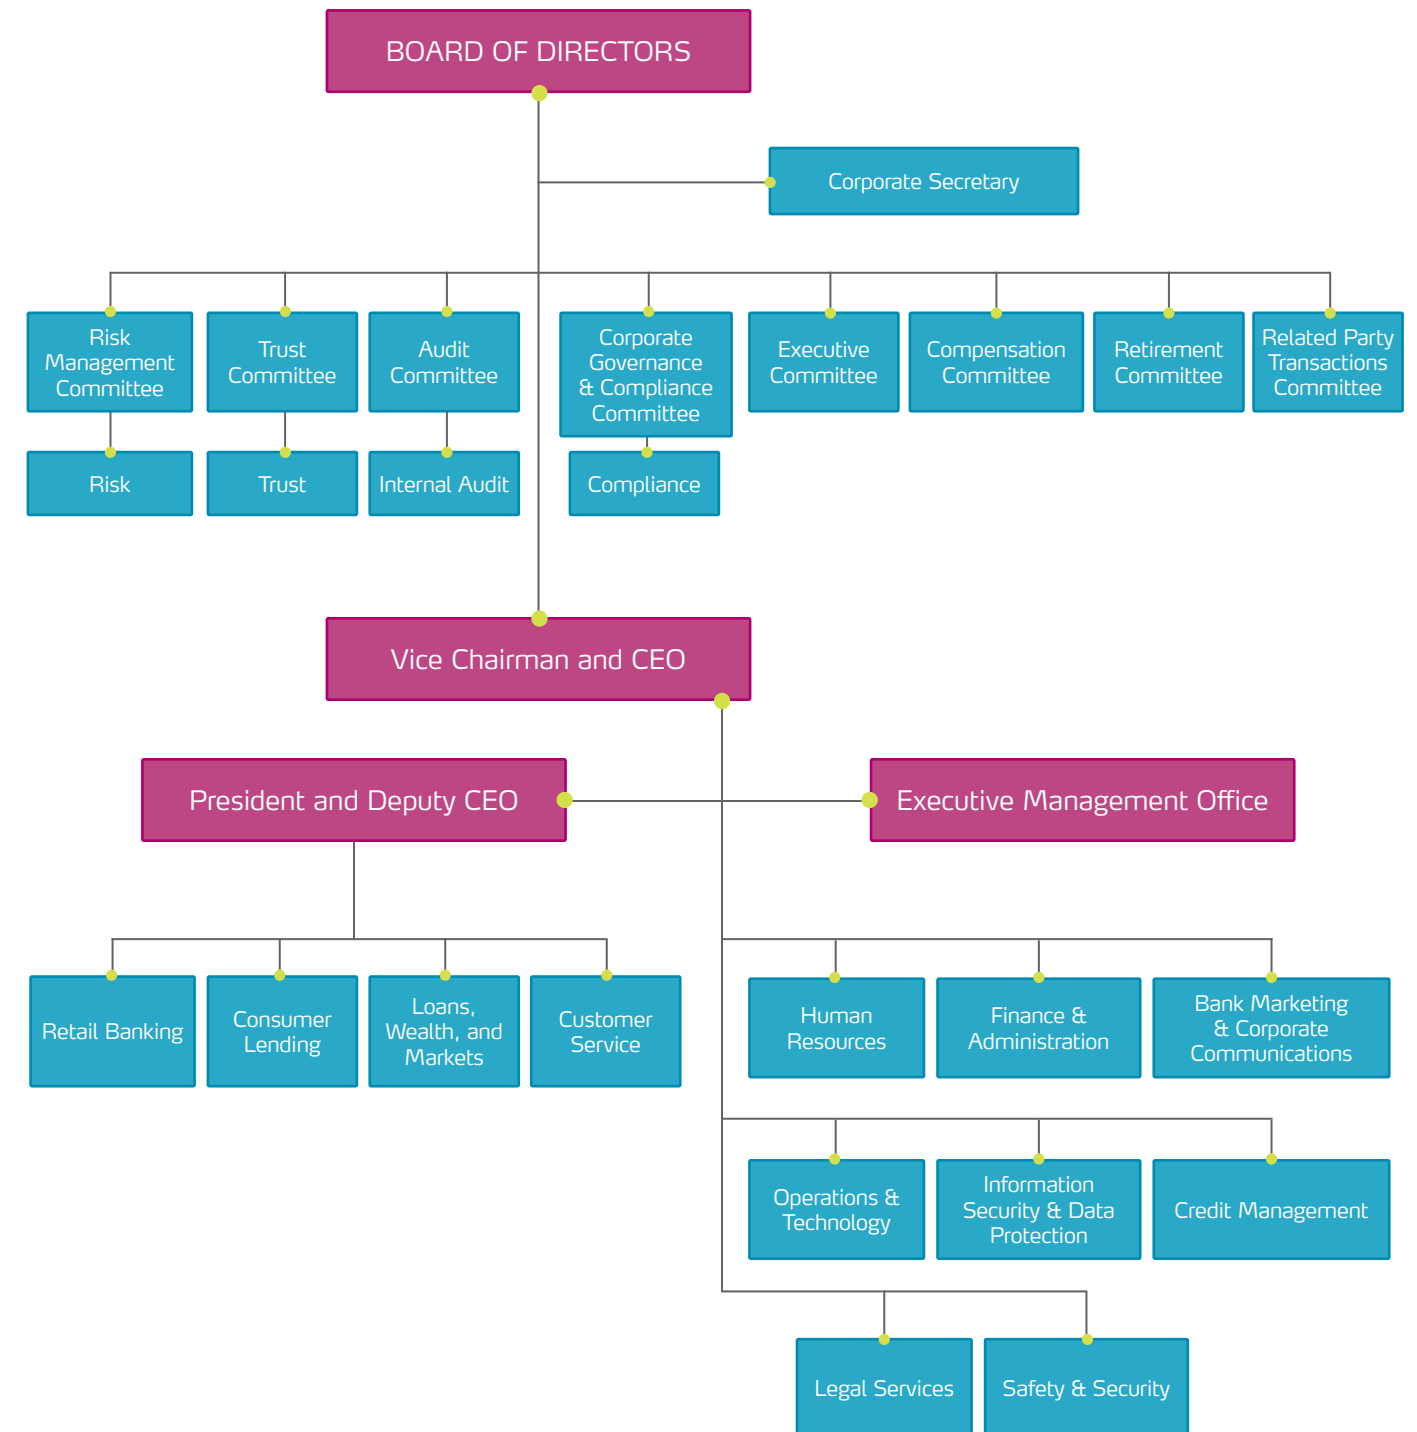 BOARD OF DIRECTORS
Corporate Secretary
Risk
Management
Committee
Trust
Committee
Audit
Committee
Corporate
Governance
& Compliance
Committee
Executive
Committee
Compensation
Committee
Retirement
Committee
Related Party
Transactions
Committee
Risk
Trust
Internal Audit
Compliance
Vice Chairman and CEO
President and Deputy CEO
Executive Management Office
Retail Banking
Consumer
Lending
Loans,
Wealth, and
Markets
Customer
Service
Human
Resources
Finance &
Administration
Bank Marketing
& Corporate
Communications
Operations &
Technology
Information
Security & Data
Protection
Credit Management
Legal Services
Safety & Security